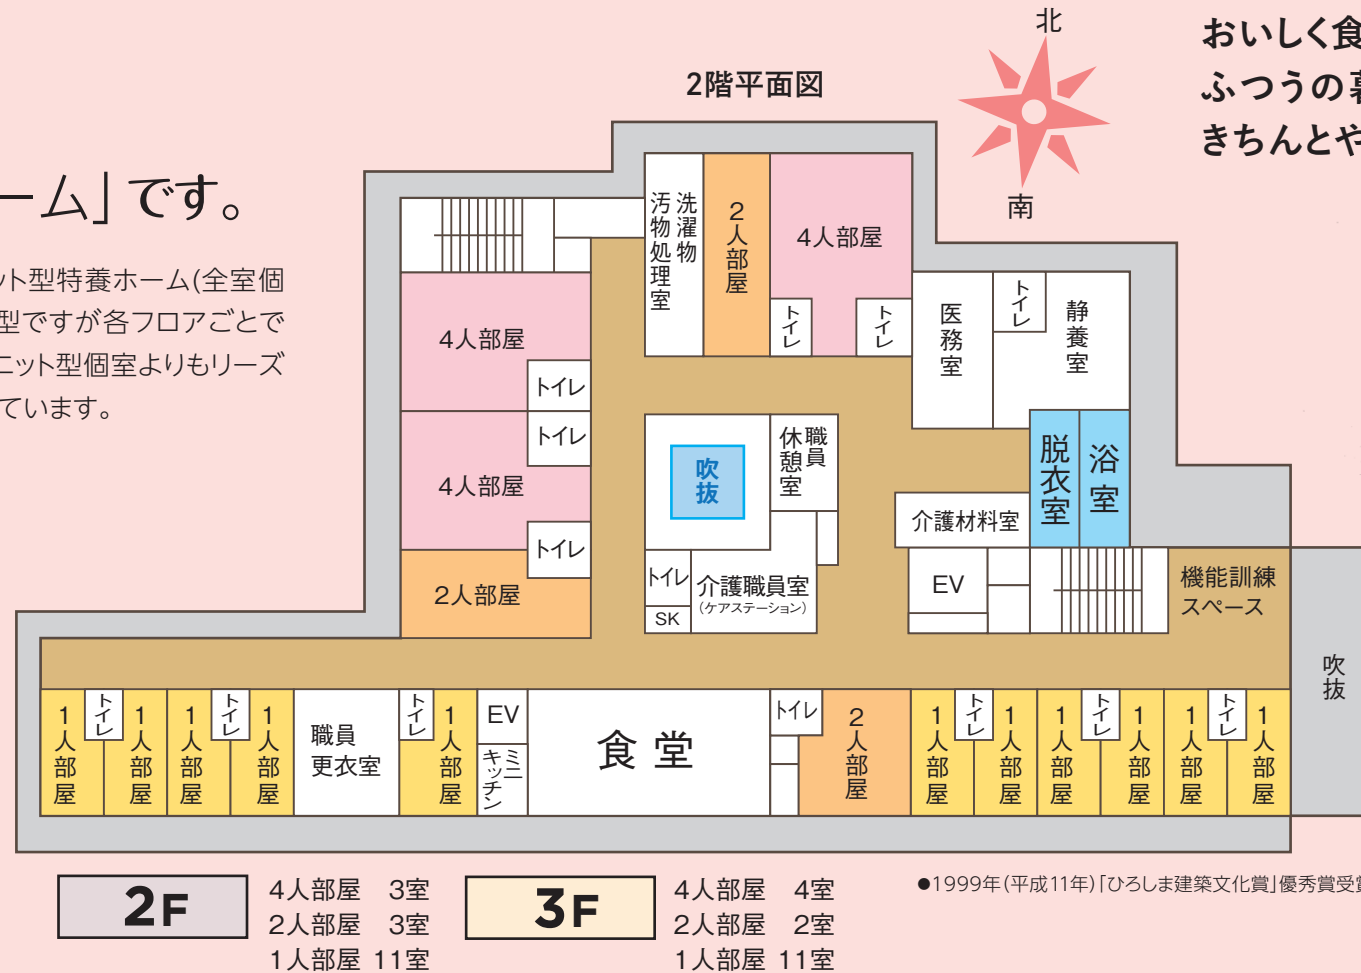 おいしく食
ふつうの暮
きちんとや
北
南
2階平面図
ーム」です。
ット型特養ホーム(全室個
型ですが各フロアごとで
ニット型個室よりもリーズ
ています。
洗濯物
汚物処理室
2人部屋
4人部屋
トイレ
トイレ
医務室
トイレ
静養室
4人部屋
トイレ
トイレ
4人部屋
トイレ
2人部屋
吹抜
職員
休憩室
トイレ
SK
介護職員室
(ケアステーション)
脱衣室
浴室
介護材料室
EV
機能訓練
スペース
吹抜
1人部屋
トイレ
1人部屋
1人部屋
トイレ
1人部屋
職員
更衣室
トイレ
1人部屋
EV
ミニ
キッチン
食堂
トイレ
2人部屋
1人部屋
トイレ
1人部屋
1人部屋
トイレ
1人部屋
1人部屋
トイレ
1人部屋
2F
4人部屋 3室
2人部屋 3室
1人部屋 11室
3F
4人部屋 4室
2人部屋 2室
1人部屋 11室
●1999年(平成11年)「ひろしま建築文化賞」優秀賞受賞